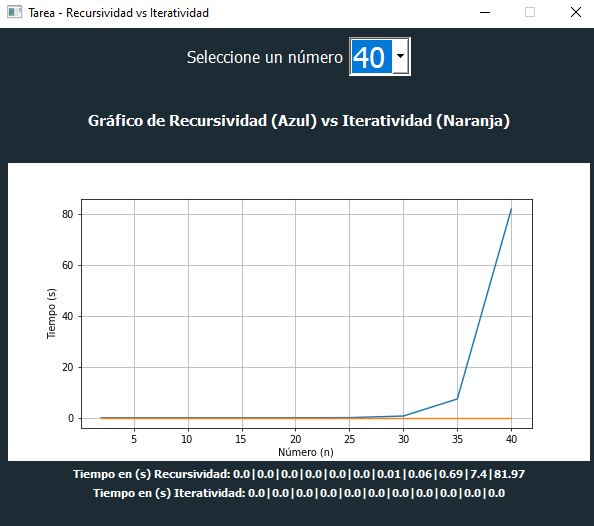 Tarea - Recursividad vs Iteratividad
Seleccione un número 40
Gráfico de Recursividad (Azul) vs Iteratividad (Naranja)
80
60
40
20
0
Tiempo (s)
5 10 15 20 25 30 35 40
Número (n)
Tiempo en (s) Recursividad: 0.0|0.0|0.0|0.0|0.0|0.0|0.01|0.06|0.69|7.4|81.97
Tiempo en (s) Iteratividad: 0.0|0.0|0.0|0.0|0.0|0.0|0.0|0.0|0.0|0.0|0.0